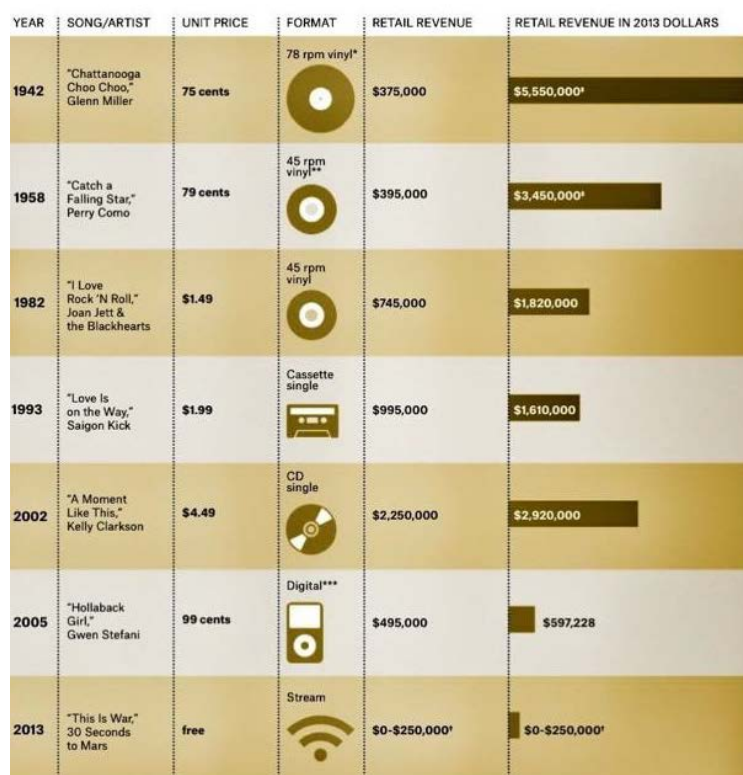 YEAR SONG/ARTIST UNIT PRICE FORMAT RETAIL REVENUE RETAIL REVENUE IN 2013 DOLLARS
1942
"Chattanooga
Choo Choo,"
Glenn Miller
75 cents
78 rpm vinyl*
$375,000
$5,550,000‡
1958
"Catch a
Falling Star,"
Perry Como
79 cents
45 rpm
vinyl**
$395,000
$3,450,000‡
1982
"I Love
Rock 'N Roll,"
Joan Jett &
the Blackhearts
$1.49
45 rpm
vinyl
$745,000
$1,820,000
1993
"Love Is
on the Way,"
Saigon Kick
$1.99
Cassette
single
$995,000
$1,610,000
2002
"A Moment
Like This,"
Kelly Clarkson
$4.49
CD
single
$2,250,000
$2,920,000
2005
"Hollaback
Girl,"
Gwen Stefani
99 cents
Digital***
$495,000
$597,228
2013
"This Is War,"
30 Seconds
to Mars
free
Stream
$0-$250,000†
$0-$250,000†